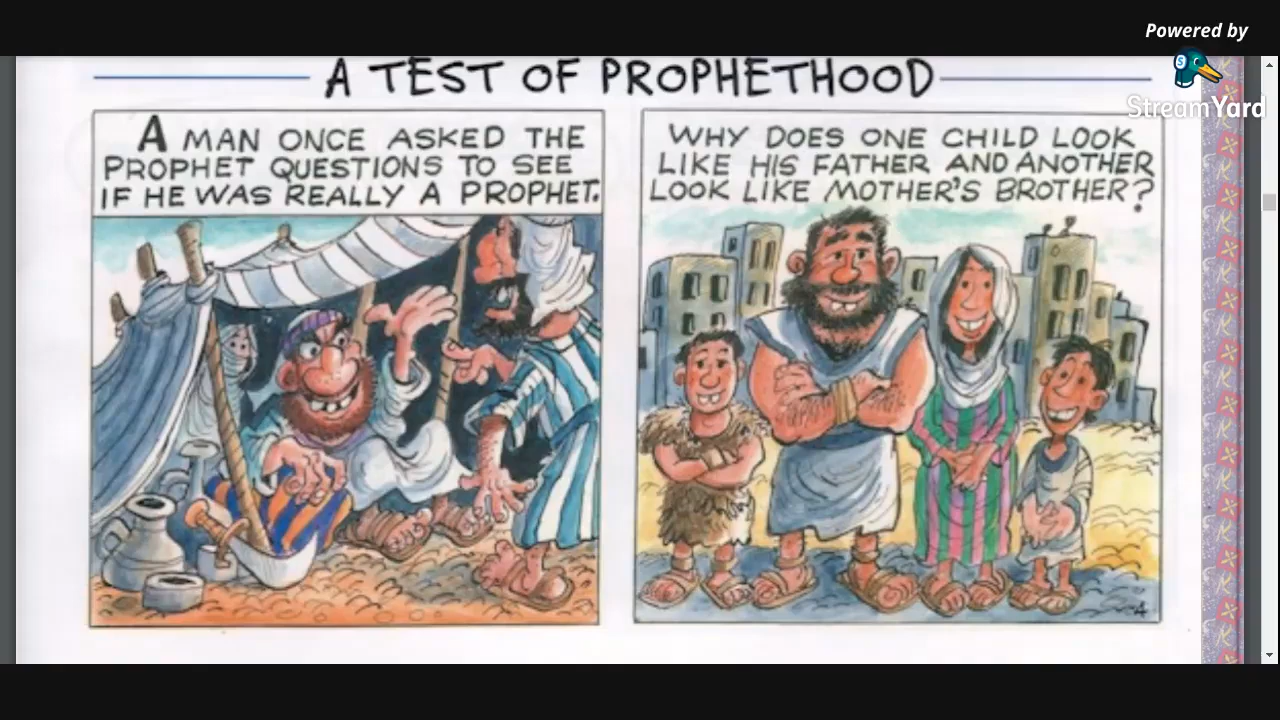 Powered by
StreamYard
A TEST OF PROPHETHOOD
A MAN ONCE ASKED THE
PROPHET QUESTIONS TO SEE
IF HE WAS REALLY A PROPHET.
WHY DOES ONE CHILD LOOK
LIKE HIS FATHER AND ANOTHER
LOOK LIKE MOTHER'S BROTHER?